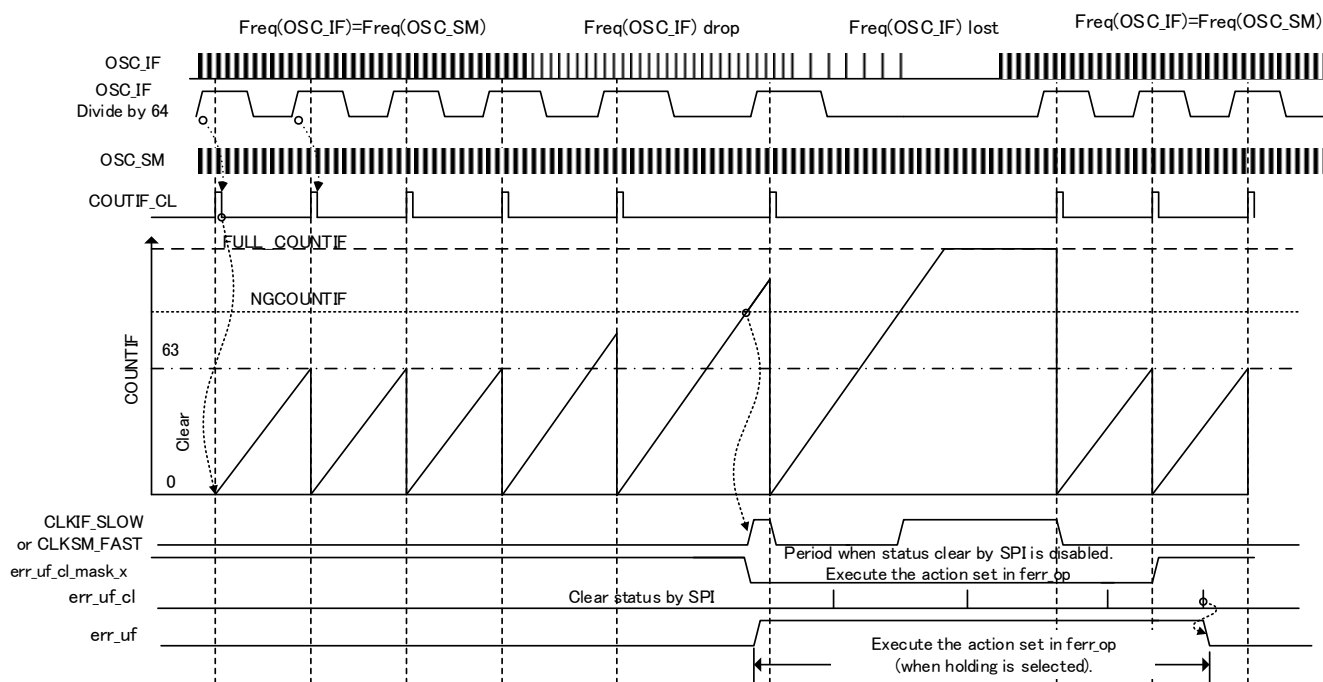 Freq(OSC_IF)=Freq(OSC_SM)
Freq(OSC_IF) drop
Freq(OSC_IF) lost
Freq(OSC_IF)=Freq(OSC_SM)
OSC_IF
OSC_IF
Divide by 64
OSC_SM
COUTIF_CL
FULL_COUNTIF
NGCOUNTIF
63
COUNTIF
Clear
0
CLKIF_SLOW
or CLKSM_FAST
Period when status clear by SPI is disabled.
Execute the action set in ferr_op
err_uf_cl_mask_x
err_uf_cl
Clear status by SPI
err_uf
Execute the action set in ferr_op
(when holding is selected).